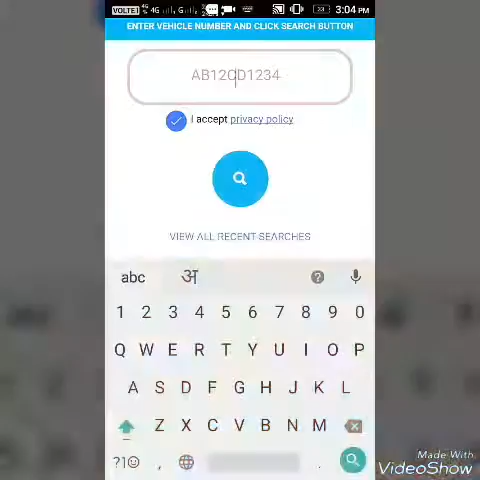 VOLTE 4G 4G G 3:04 PM
ENTER VEHICLE NUMBER AND CLICK SEARCH BUTTON
AB12CD1234
I accept privacy policy
VIEW ALL RECENT SEARCHES
abc अ
1 2 3 4 5 6 7 8 9 0
Q W E R T Y U I O P
A S D F G H J K L
Z X C V B N M
?1☺ , .
Made With
VideoShow